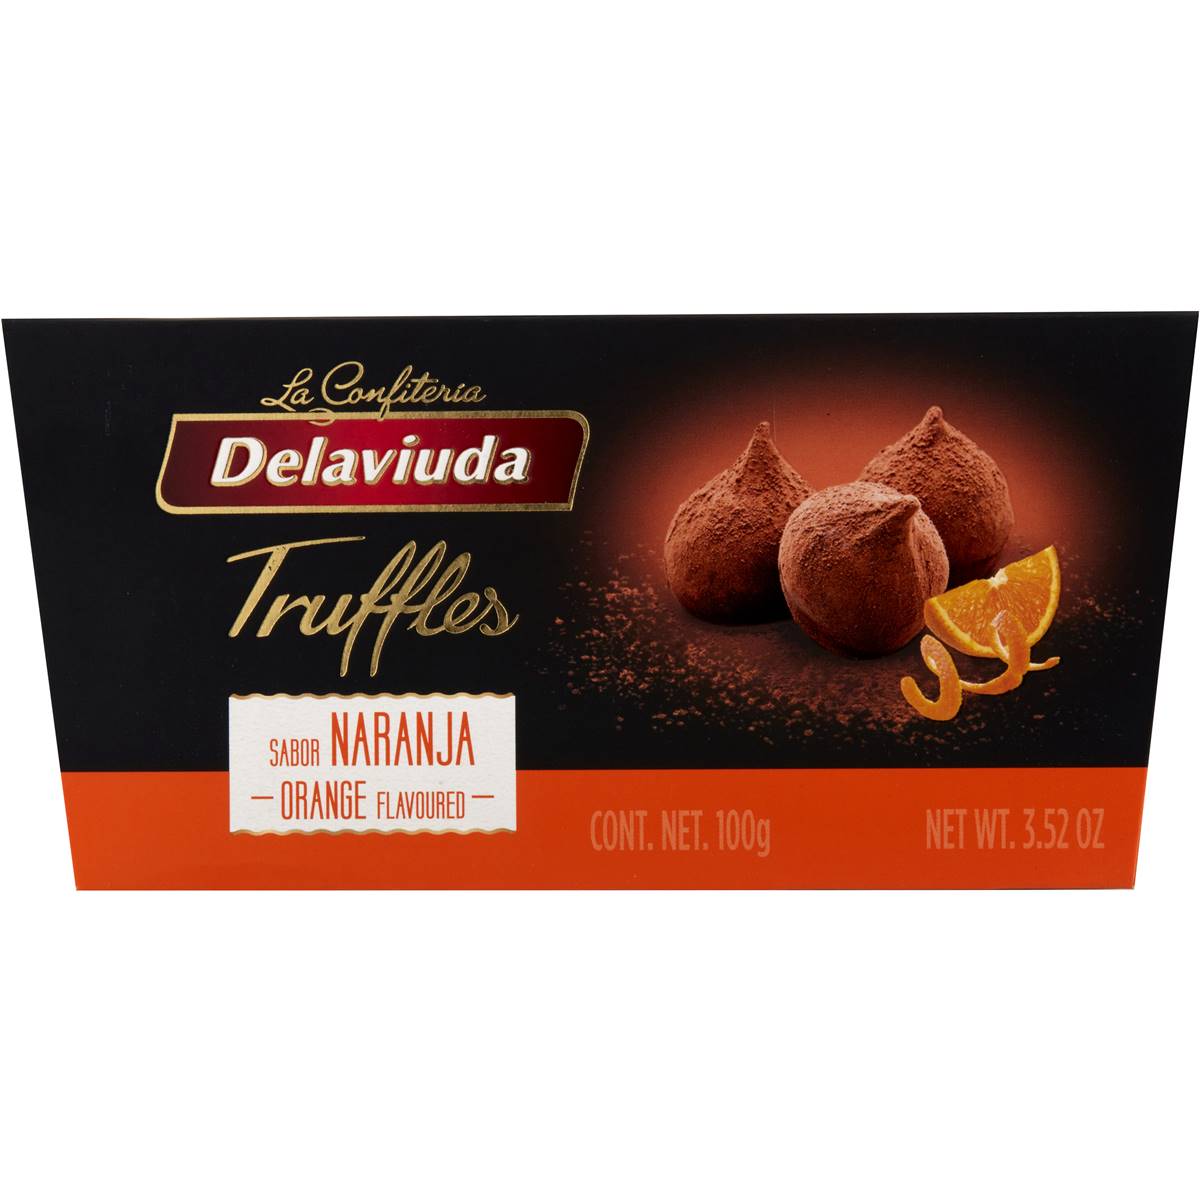 La Confitería
Delaviuda
Truffles
SABOR NARANJA
— ORANGE FLAVOURED —
CONT. NET. 100g
NET WT. 3.52 OZ